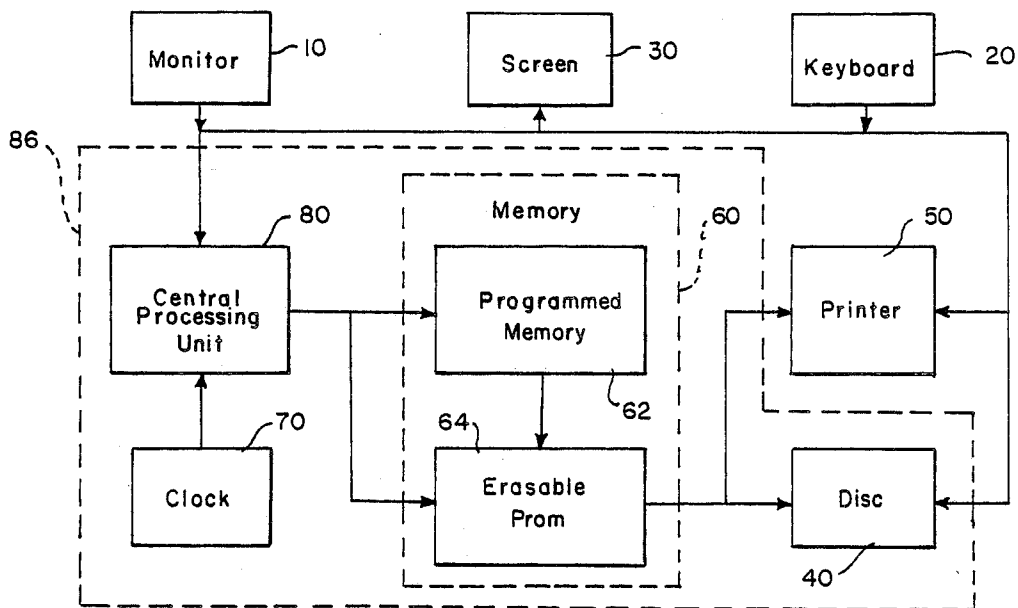 Monitor
10
Screen
30
Keyboard
20
86
80
Central
Processing
Unit
Memory
60
Programmed
Memory
62
50
Printer
70
Clock
64
Erasable
Prom
Disc
40